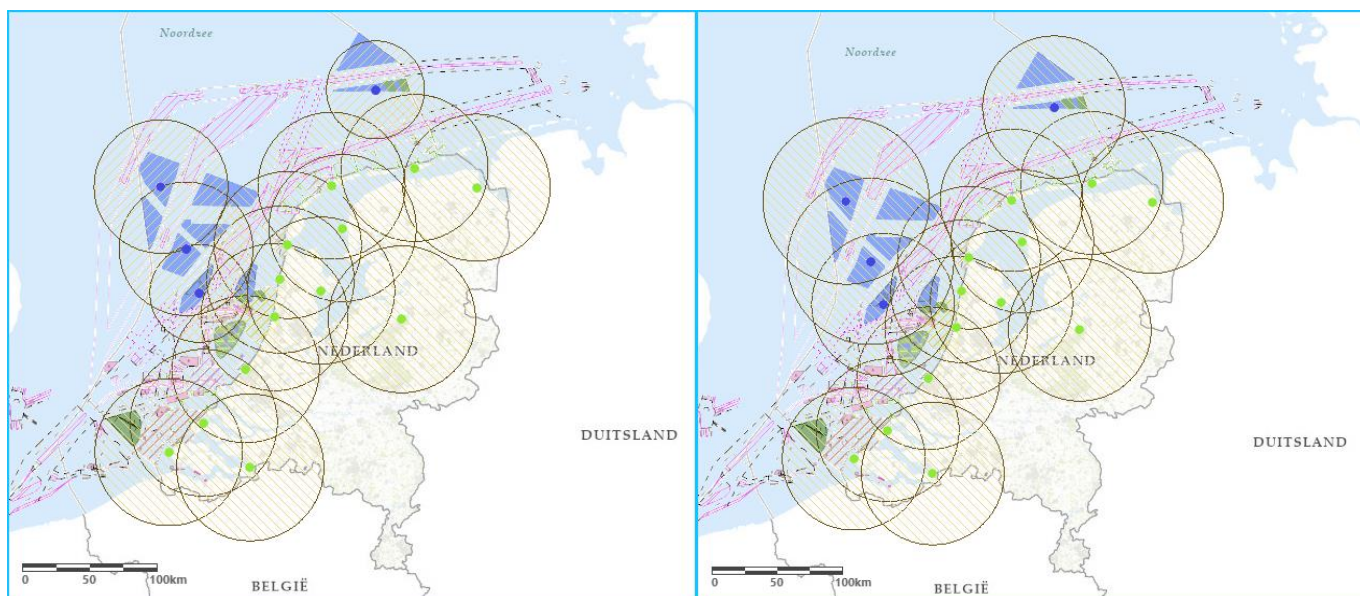 Noordzee
NEDERLAND
DUITSLAND
BELGIË
0 50 100km
Noordzee
NEDERLAND
DUITSLAND
BELGIË
0 50 100km